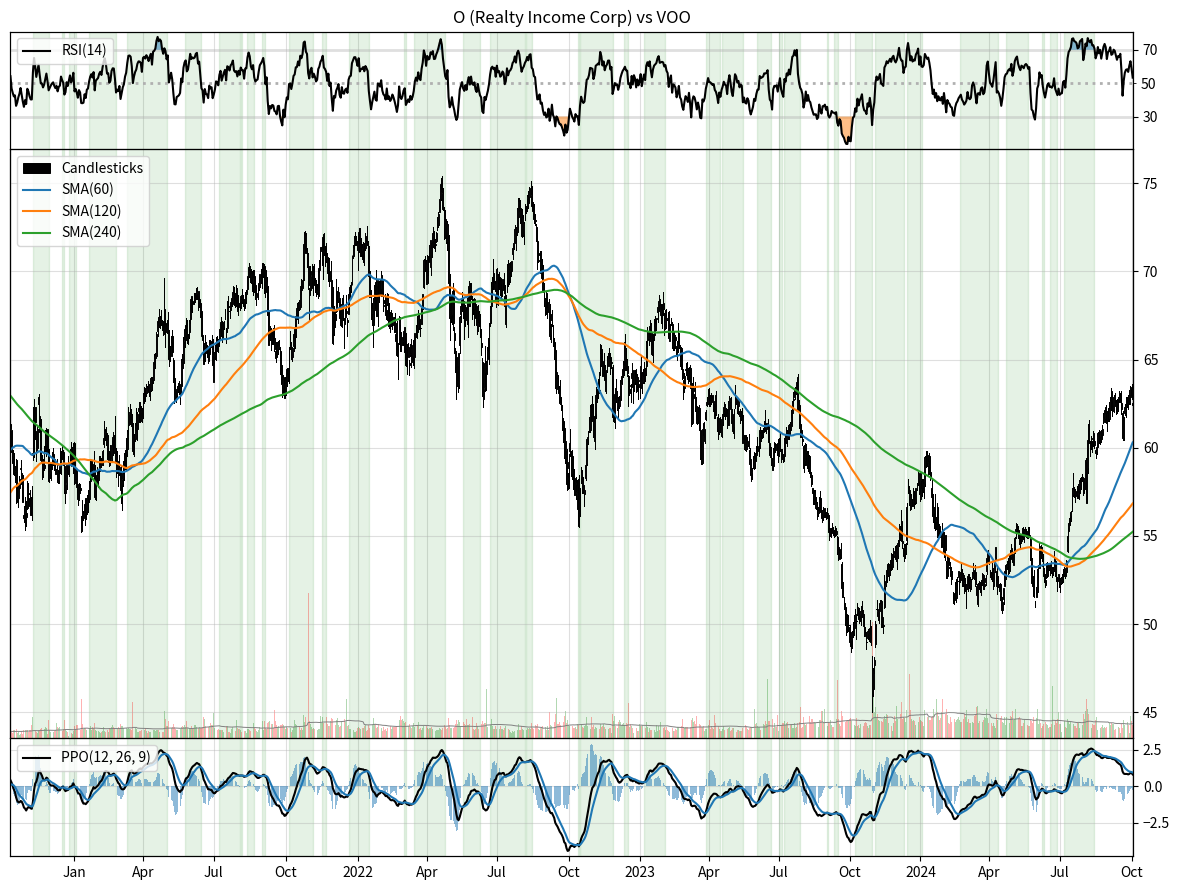 O (Realty Income Corp) vs VOO
RSI(14)
70
50
30
Candlesticks
SMA(60)
SMA(120)
SMA(240)
75
70
65
60
55
50
45
PPO(12, 26, 9)
2.5
0.0
−2.5
Jan Apr Jul Oct 2022 Apr Jul Oct 2023 Apr Jul Oct 2024 Apr Jul Oct